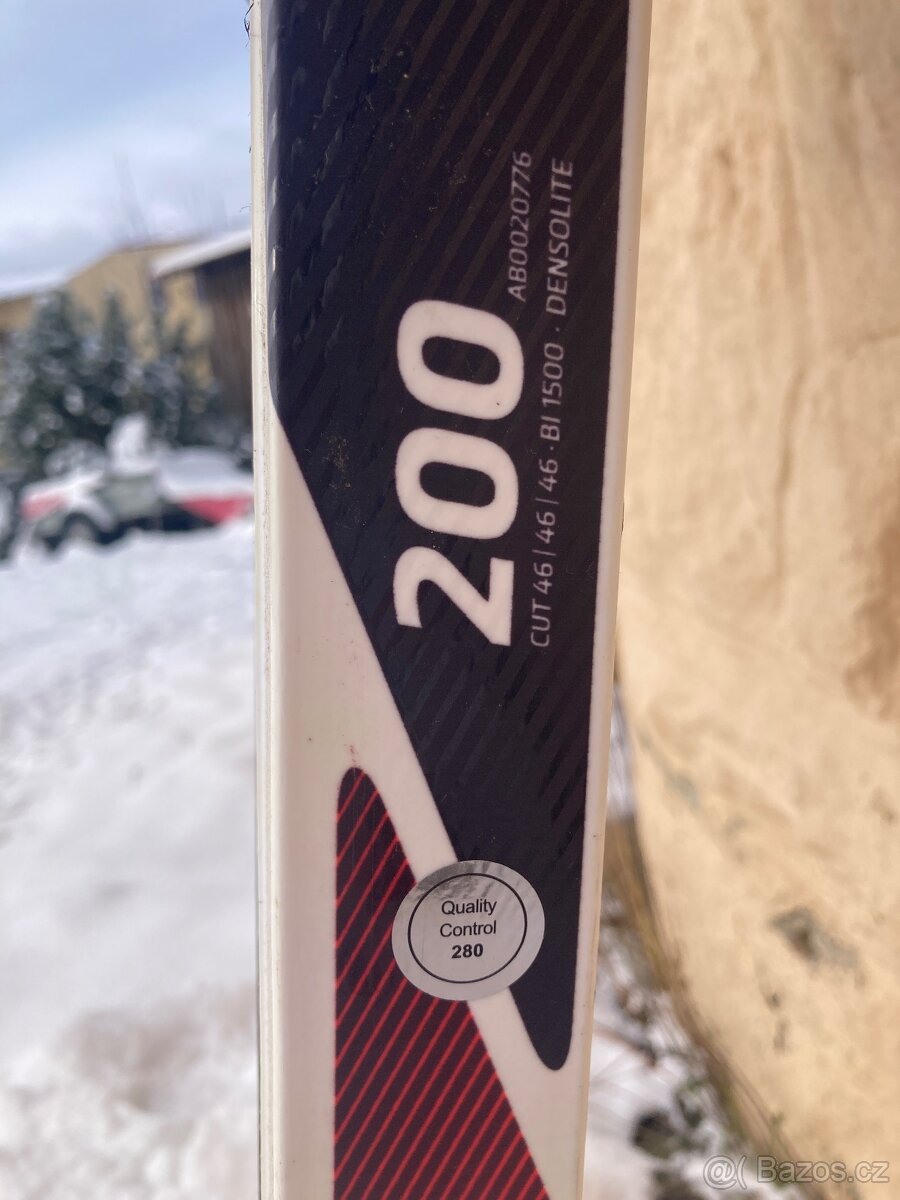 200
AB0020776
CUT 46 | 46 | 46 · BI 1500 · DENSOLITE
Quality
Control
280
@( Bazos.cz